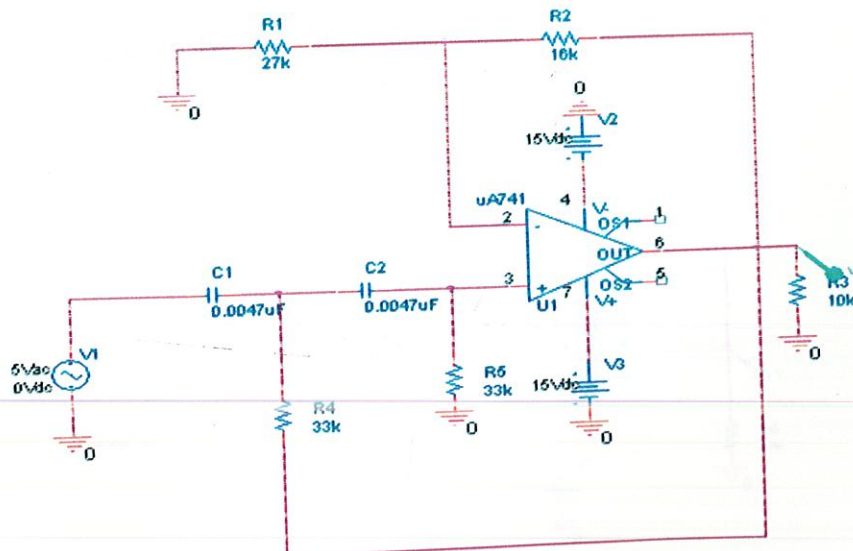 R1
27k
R2
16k
0
0
V2
15Vdc
uA741
4
V-
OS1
1
2
-
OUT
6
3
+
7
OS2
5
V+
U1
C1
0.0047uF
C2
0.0047uF
V1
5Vac
0Vdc
0
R4
33k
R5
33k
0
V3
15Vdc
0
R3
10k
0
V